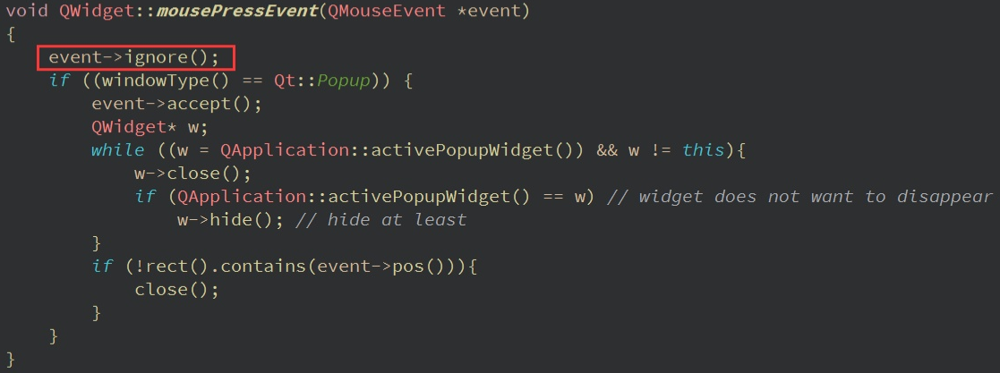 void QWidget::mousePressEvent(QMouseEvent *event)
{
    event->ignore();
    if ((windowType() == Qt::Popup)) {
        event->accept();
        QWidget* w;
        while ((w = QApplication::activePopupWidget()) && w != this){
            w->close();
            if (QApplication::activePopupWidget() == w) // widget does not want to disappear
                w->hide(); // hide at least
        }
        if (!rect().contains(event->pos())){
            close();
        }
    }
}